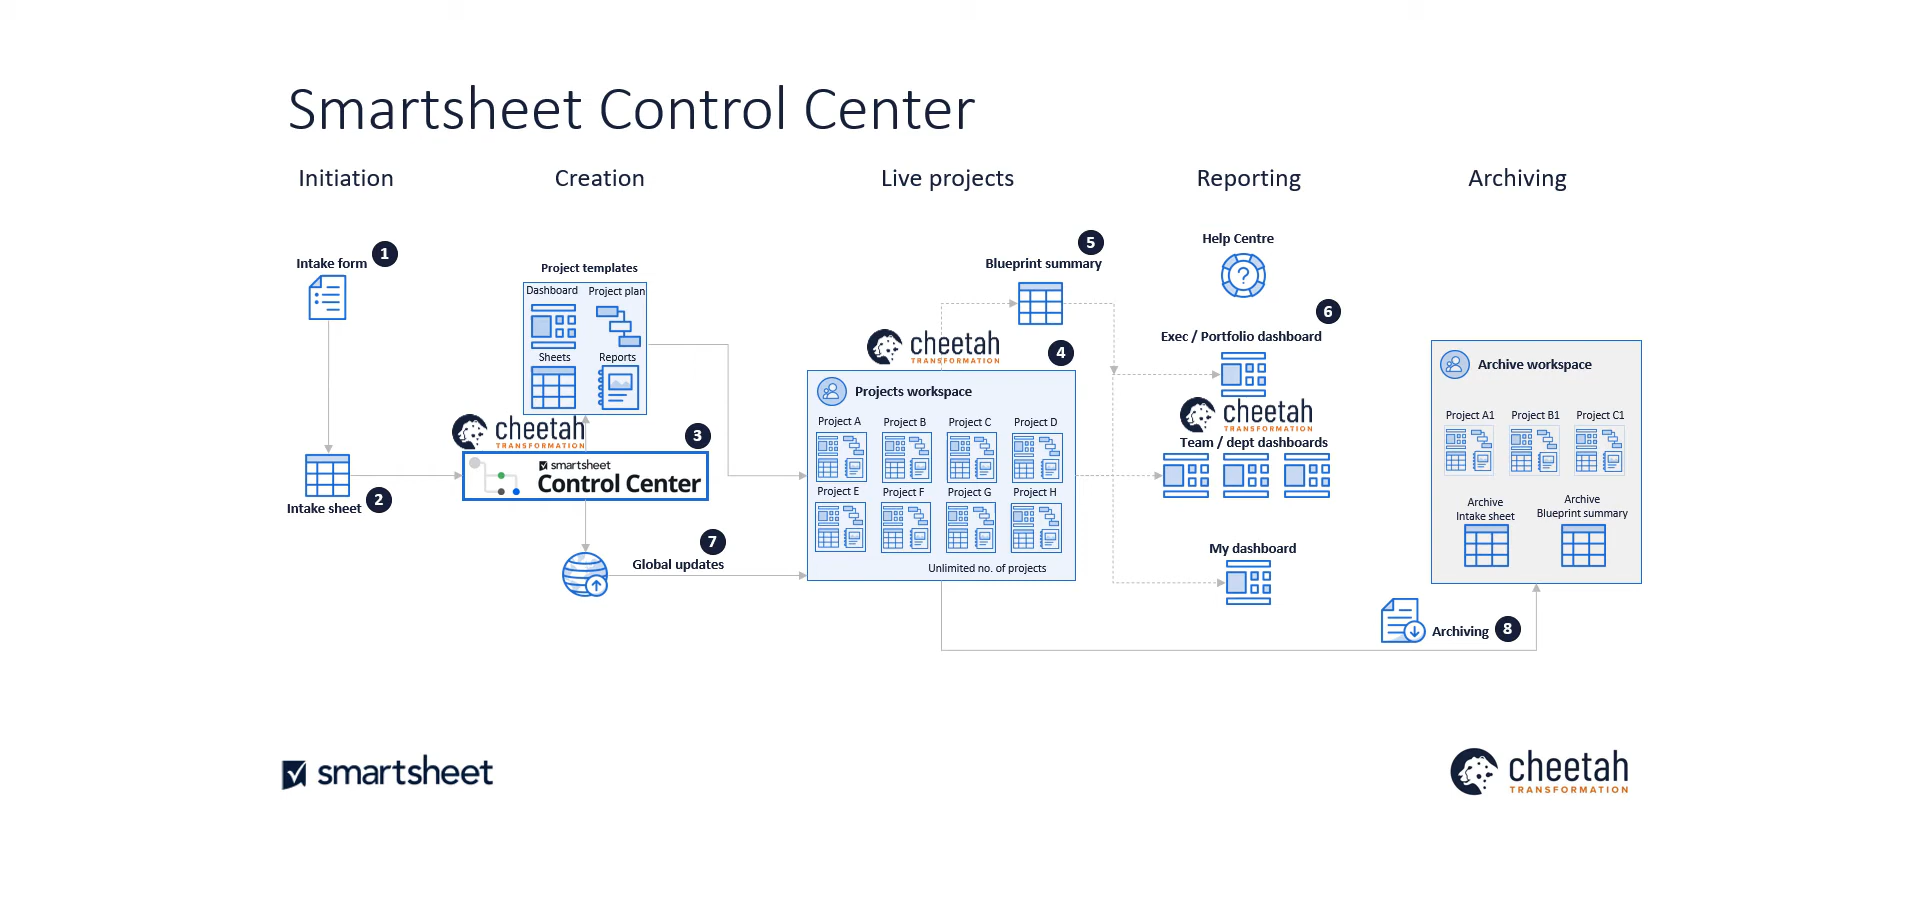 Smartsheet Control Center
Initiation
Creation
Live projects
Reporting
Archiving
Intake form
1
Intake sheet
2
Project templates
Dashboard
Project plan
Sheets
Reports
cheetah
TRANSFORMATION
3
smartsheet
Control Center
7
Global updates
5
Blueprint summary
cheetah
TRANSFORMATION
4
Projects workspace
Project A
Project B
Project C
Project D
Project E
Project F
Project G
Project H
Unlimited no. of projects
Help Centre
?
6
Exec / Portfolio dashboard
cheetah
TRANSFORMATION
Team / dept dashboards
My dashboard
Archive workspace
Project A1
Project B1
Project C1
Archive
Intake sheet
Archive
Blueprint summary
Archiving
8
smartsheet
cheetah
TRANSFORMATION